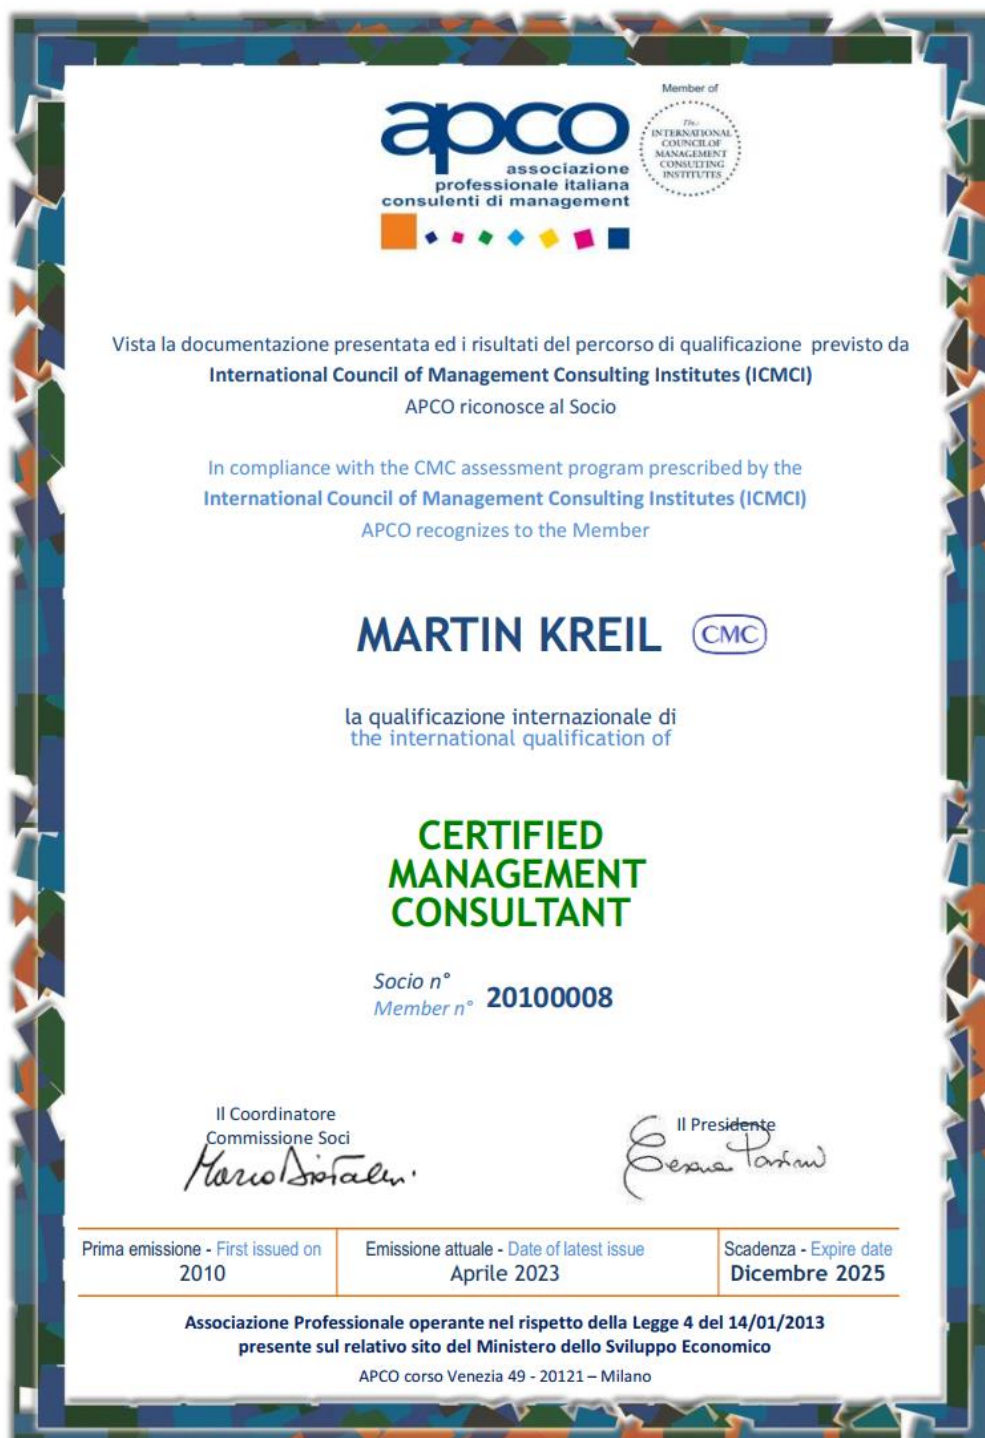 Member of
apco
The
INTERNATIONAL
COUNCIL OF
MANAGEMENT
CONSULTING
INSTITUTES
associazione
professionale italiana
consulenti di management
Vista la documentazione presentata ed i risultati del percorso di qualificazione previsto da
International Council of Management Consulting Institutes (ICMCI)
APCO riconosce al Socio
In compliance with the CMC assessment program prescribed by the
International Council of Management Consulting Institutes (ICMCI)
APCO recognizes to the Member
MARTIN KREIL CMC
la qualificazione internazionale di
the international qualification of
CERTIFIED
MANAGEMENT
CONSULTANT
Socio n°
Member n° 20100008
Il Coordinatore
Commissione Soci
Il Presidente
Prima emissione - First issued on
2010
Emissione attuale - Date of latest issue
Aprile 2023
Scadenza - Expire date
Dicembre 2025
Associazione Professionale operante nel rispetto della Legge 4 del 14/01/2013
presente sul relativo sito del Ministero dello Sviluppo Economico
APCO corso Venezia 49 - 20121 – Milano